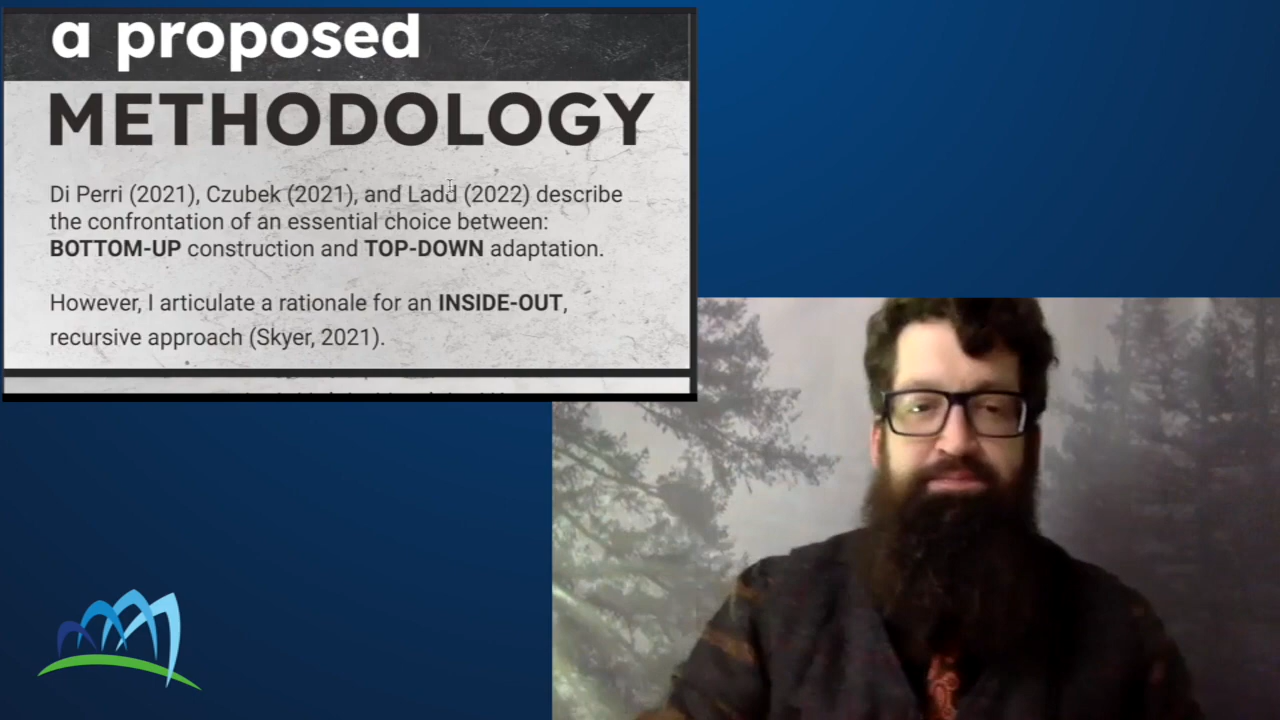 a proposed
METHODOLOGY
Di Perri (2021), Czubek (2021), and Ladd (2022) describe
the confrontation of an essential choice between:
BOTTOM-UP construction and TOP-DOWN adaptation.
However, I articulate a rationale for an INSIDE-OUT,
recursive approach (Skyer, 2021).